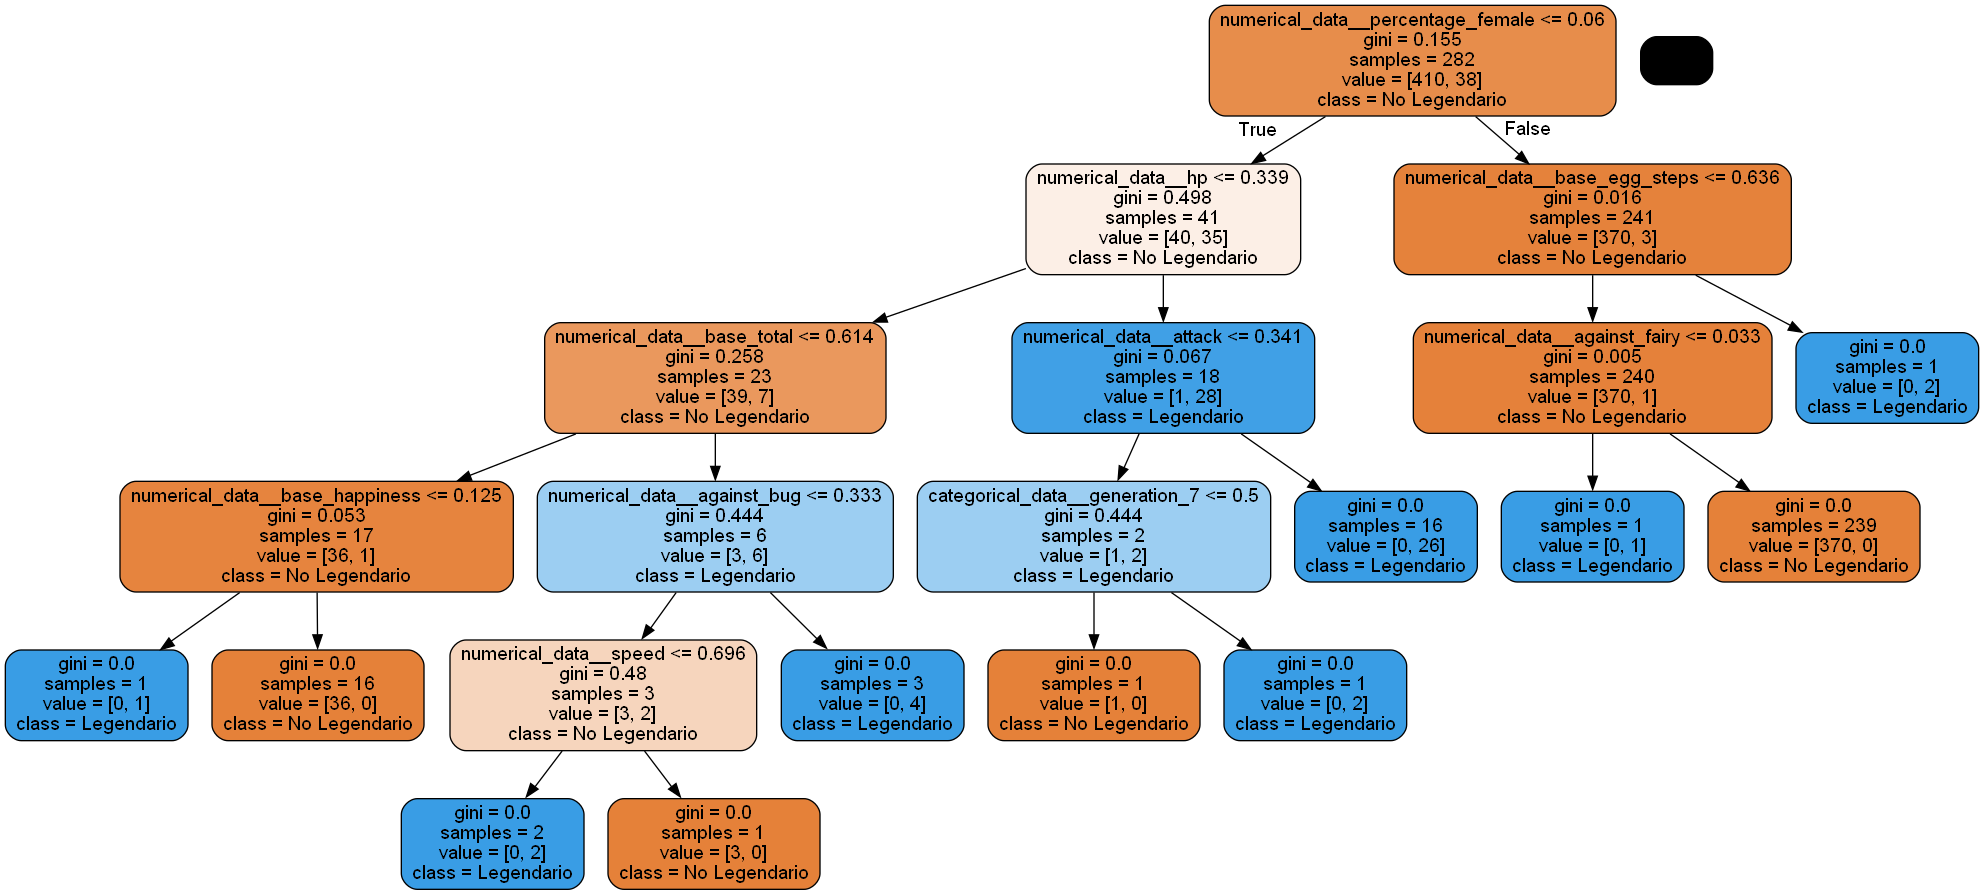 numerical_data__percentage_female <= 0.06
gini = 0.155
samples = 282
value = [410, 38]
class = No Legendario
True
False
numerical_data__hp <= 0.339
gini = 0.498
samples = 41
value = [40, 35]
class = No Legendario
numerical_data__base_egg_steps <= 0.636
gini = 0.016
samples = 241
value = [370, 3]
class = No Legendario
numerical_data__base_total <= 0.614
gini = 0.258
samples = 23
value = [39, 7]
class = No Legendario
numerical_data__attack <= 0.341
gini = 0.067
samples = 18
value = [1, 28]
class = Legendario
numerical_data__against_fairy <= 0.033
gini = 0.005
samples = 240
value = [370, 1]
class = No Legendario
gini = 0.0
samples = 1
value = [0, 2]
class = Legendario
numerical_data__base_happiness <= 0.125
gini = 0.053
samples = 17
value = [36, 1]
class = No Legendario
numerical_data__against_bug <= 0.333
gini = 0.444
samples = 6
value = [3, 6]
class = Legendario
categorical_data__generation_7 <= 0.5
gini = 0.444
samples = 2
value = [1, 2]
class = Legendario
gini = 0.0
samples = 16
value = [0, 26]
class = Legendario
gini = 0.0
samples = 1
value = [0, 1]
class = Legendario
gini = 0.0
samples = 239
value = [370, 0]
class = No Legendario
gini = 0.0
samples = 1
value = [0, 1]
class = Legendario
gini = 0.0
samples = 16
value = [36, 0]
class = No Legendario
numerical_data__speed <= 0.696
gini = 0.48
samples = 3
value = [3, 2]
class = No Legendario
gini = 0.0
samples = 3
value = [0, 4]
class = Legendario
gini = 0.0
samples = 1
value = [1, 0]
class = No Legendario
gini = 0.0
samples = 1
value = [0, 2]
class = Legendario
gini = 0.0
samples = 2
value = [0, 2]
class = Legendario
gini = 0.0
samples = 1
value = [3, 0]
class = No Legendario